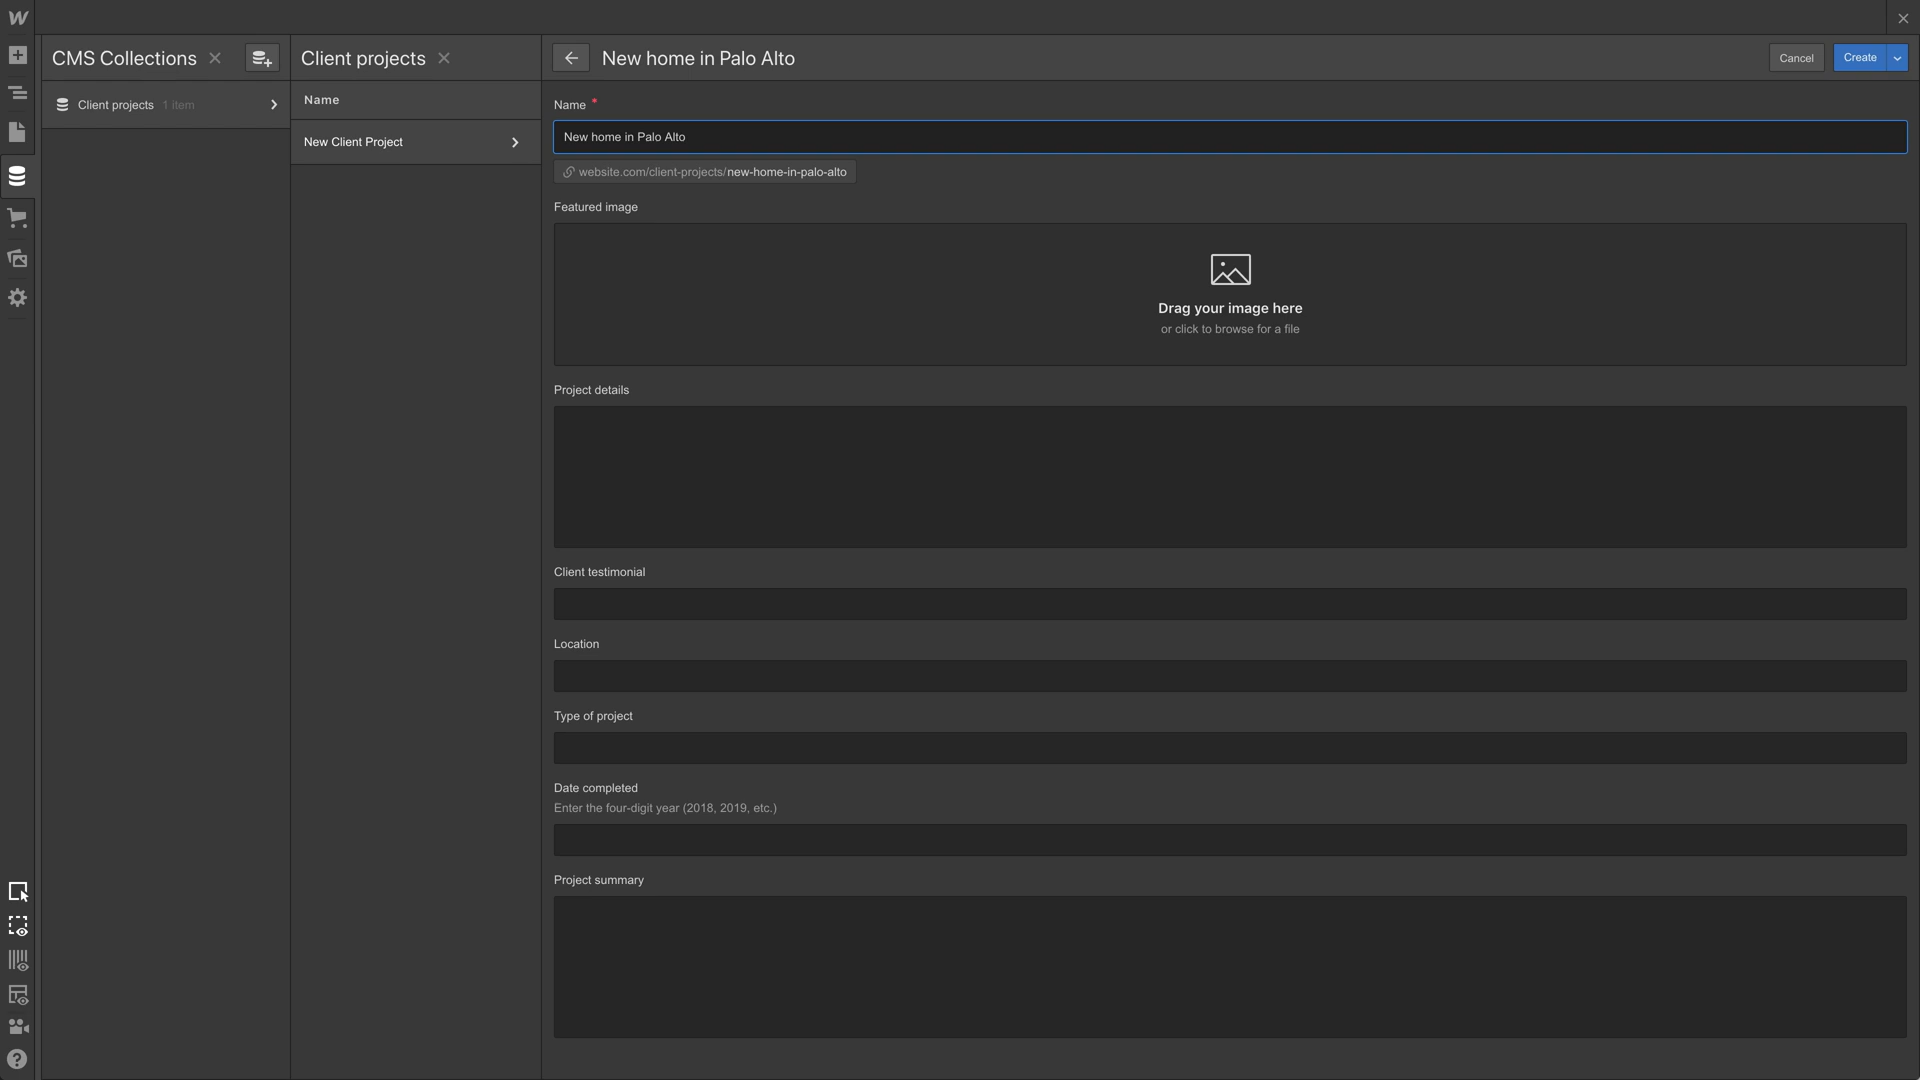 CMS Collections
Client projects
New home in Palo Alto
Cancel
Create
Client projects 1 item
Name
New Client Project
Name *
New home in Palo Alto
website.com/client-projects/new-home-in-palo-alto
Featured image
Drag your image here
or click to browse for a file
Project details
Client testimonial
Location
Type of project
Date completed
Enter the four-digit year (2018, 2019, etc.)
Project summary